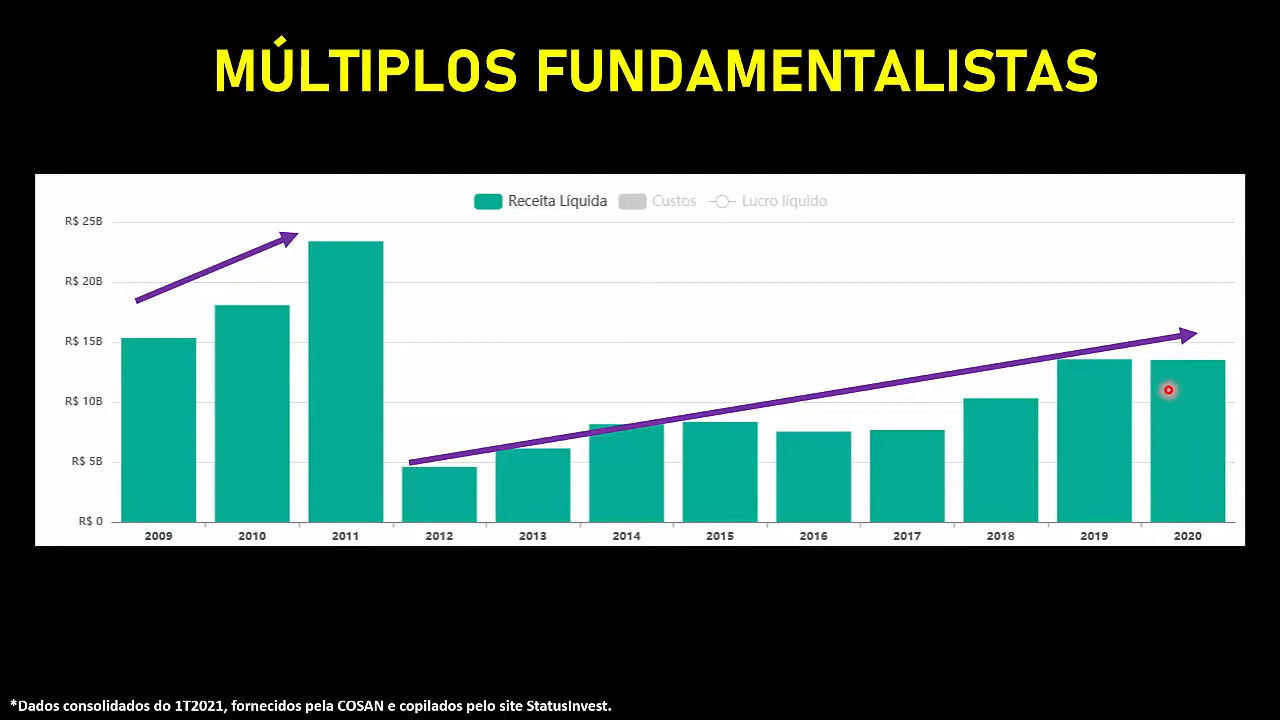 MÚLTIPLOS FUNDAMENTALISTAS
Receita Líquida Custos Lucro líquido
R$ 25B
R$ 20B
R$ 15B
R$ 10B
R$ 5B
R$ 0
2009 2010 2011 2012 2013 2014 2015 2016 2017 2018 2019 2020
*Dados consolidados do 1T2021, fornecidos pela COSAN e copilados pelo site StatusInvest.